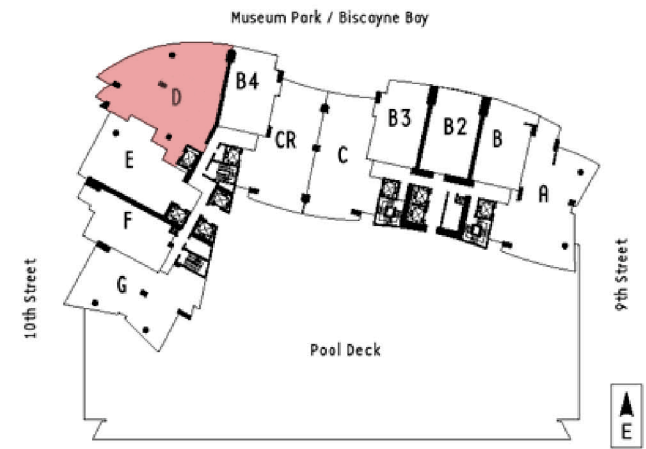 Museum Park / Biscayne Bay
D
B4
E
CR
C
B3
B2
B
A
F
G
10th Street
9th Street
Pool Deck
E